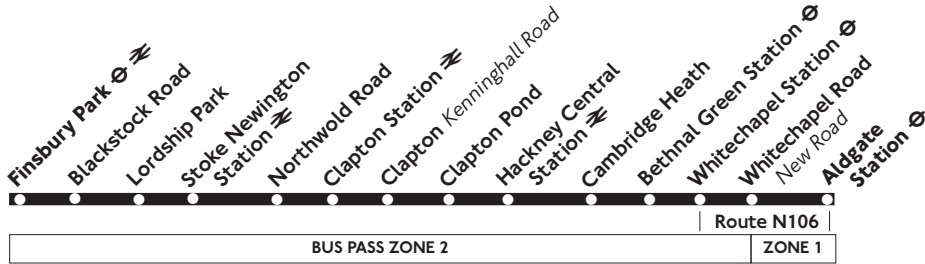 Finsbury Park
Blackstock Road
Lordship Park
Stoke Newington
Station
Northwold Road
Clapton Station
Clapton Kenninghall Road
Clapton Pond
Hackney Central
Station
Cambridge Heath
Bethnal Green Station
Whitechapel Station
Whitechapel Road
New Road
Aldgate
Station
Route N106
BUS PASS ZONE 2
ZONE 1